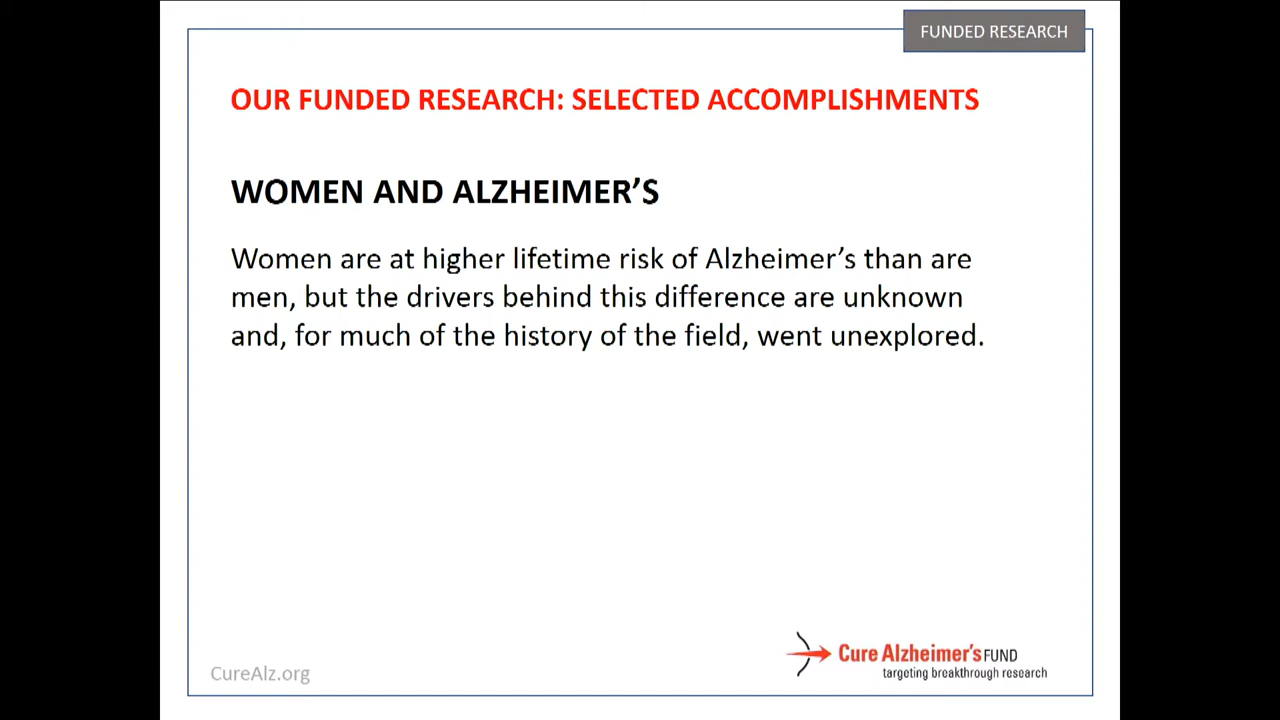 FUNDED RESEARCH
OUR FUNDED RESEARCH: SELECTED ACCOMPLISHMENTS
WOMEN AND ALZHEIMER’S
Women are at higher lifetime risk of Alzheimer’s than are
men, but the drivers behind this difference are unknown
and, for much of the history of the field, went unexplored.
Cure Alzheimer’s FUND
targeting breakthrough research
CureAlz.org